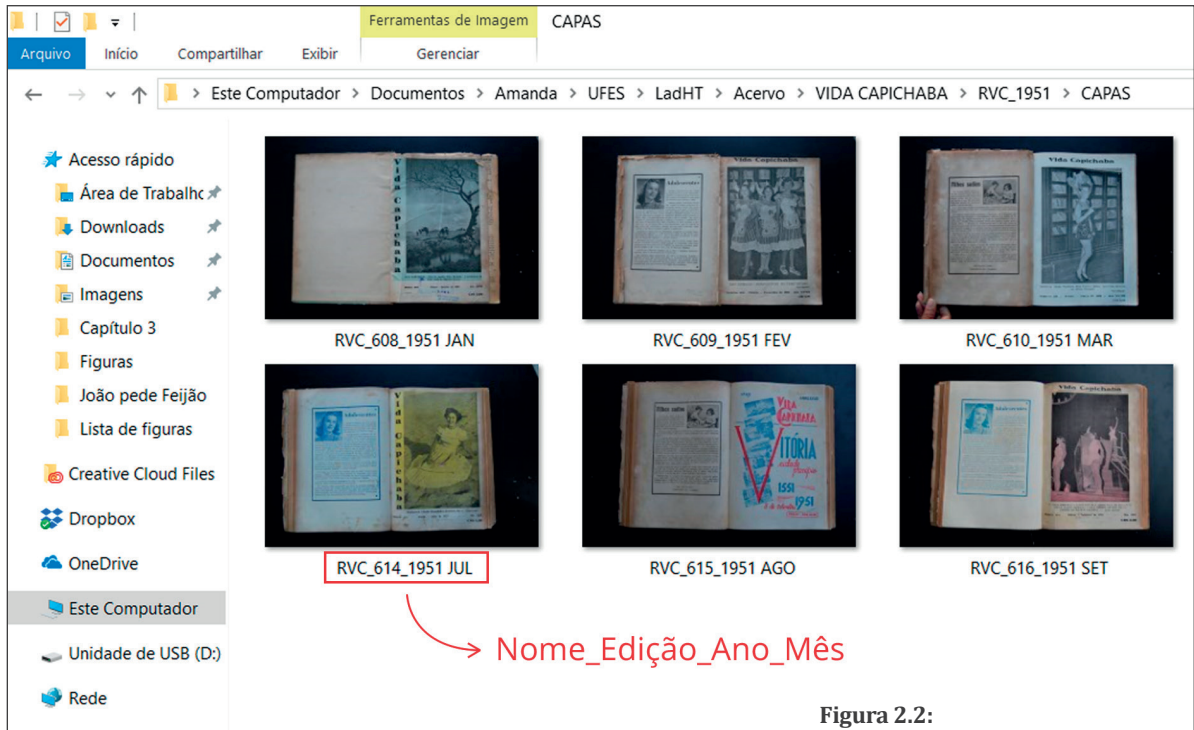 Ferramentas de Imagem CAPAS
Arquivo Início Compartilhar Exibir Gerenciar
Este Computador > Documentos > Amanda > UFES > LadHT > Acervo > VIDA CAPICHABA > RVC_1951 > CAPAS
Acesso rápido
Área de Trabalhc
Downloads
Documentos
Imagens
Capítulo 3
Figuras
João pede Feijão
Lista de figuras
Creative Cloud Files
Dropbox
OneDrive
Este Computador
Unidade de USB (D:)
Rede
Vida Capichaba
Vida Capichaba
Adolescentes
Vida Capichaba
RVC_608_1951 JAN RVC_609_1951 FEV RVC_610_1951 MAR
Adolescentes
Vida Capichaba
VIDA CAPICHABA
VITÓRIA
1551
1951
Vida Capichaba
Adolescentes
RVC_614_1951 JUL RVC_615_1951 AGO RVC_616_1951 SET
Nome_Edição_Ano_Mês
Figura 2.2: